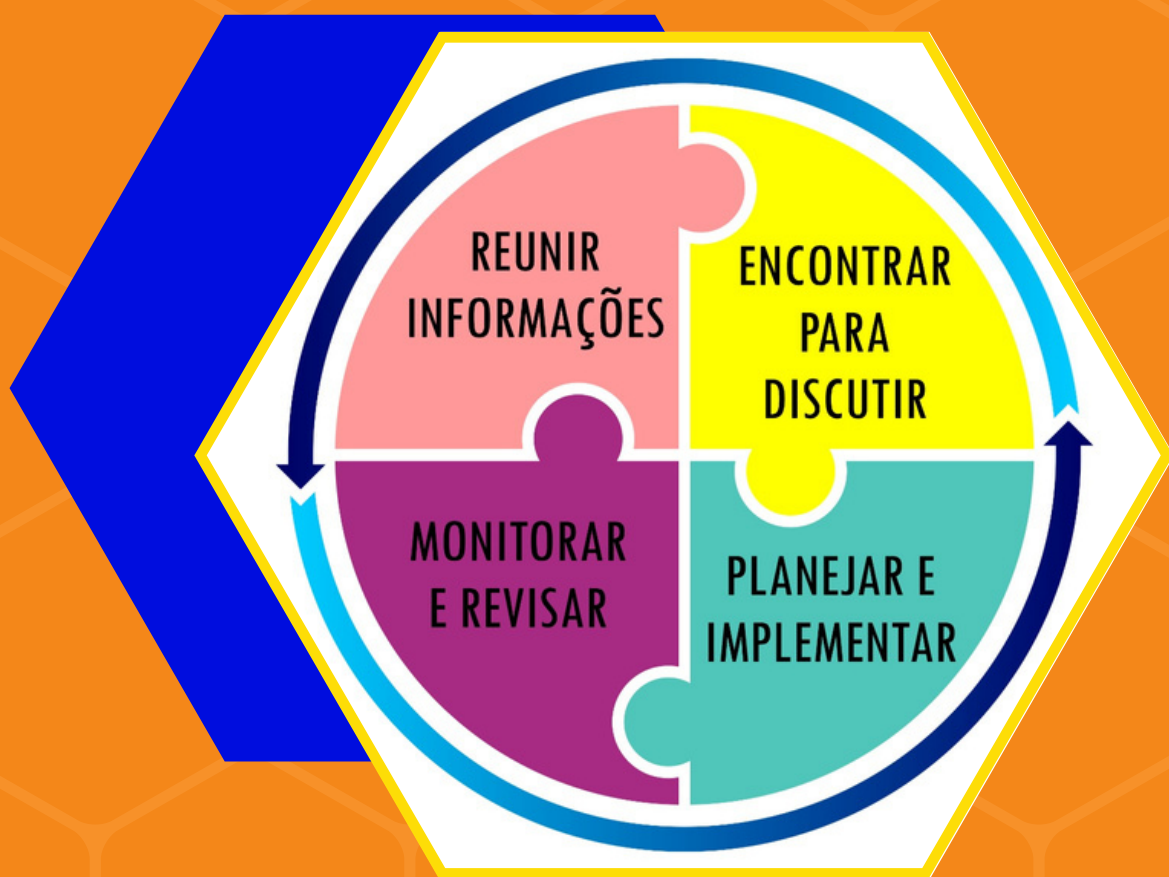 REUNIR
INFORMAÇÕES
ENCONTRAR
PARA
DISCUTIR
MONITORAR
E REVISAR
PLANEJAR E
IMPLEMENTAR